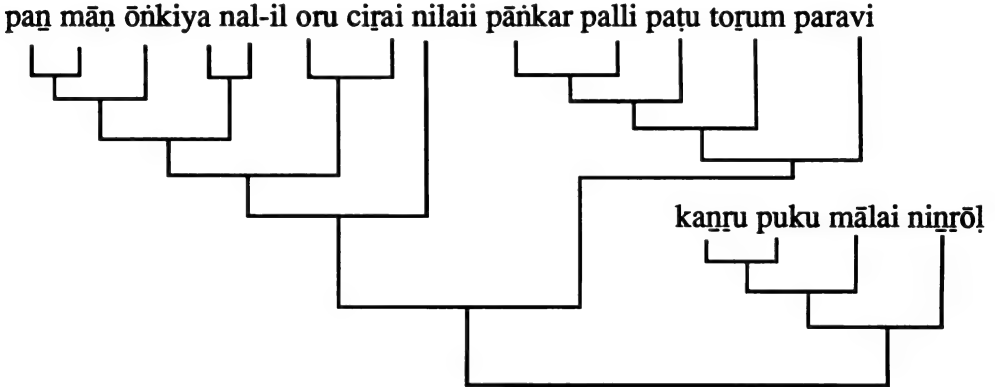 paṉ māṇ ōṅkiya nal-il oru ciṟai nilaii pāṅkar palli paṭu toṟum paravi
kaṉṟu puku mālai niṉṟōḷ